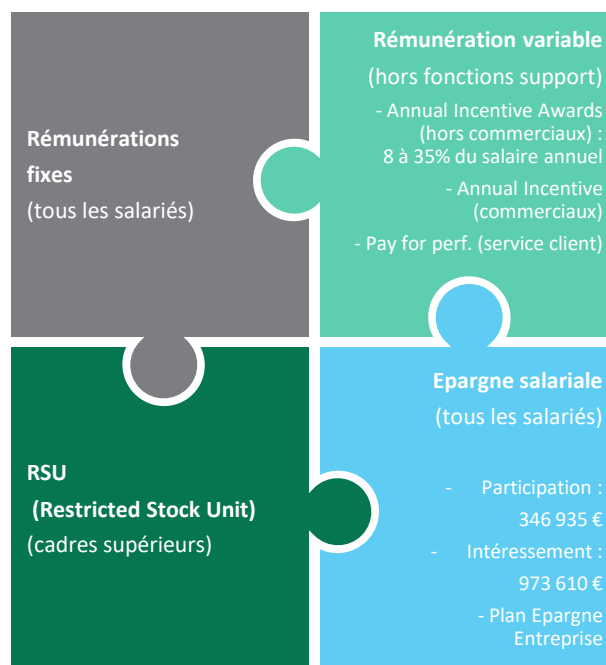 Rémunérations
fixes
(tous les salariés)
Rémunération variable
(hors fonctions support)
- Annual Incentive Awards
(hors commerciaux) :
8 à 35% du salaire annuel
- Annual Incentive
(commerciaux)
- Pay for perf. (service client)
RSU
(Restricted Stock Unit)
(cadres supérieurs)
Epargne salariale
(tous les salariés)
- Participation :
346 935 €
- Intéressement :
973 610 €
- Plan Epargne
Entreprise